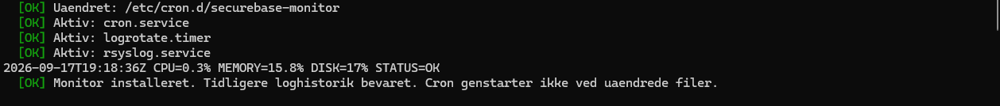 [OK] Uaendret: /etc/cron.d/securebase-monitor
[OK] Aktiv: cron.service
[OK] Aktiv: logrotate.timer
[OK] Aktiv: rsyslog.service
2026-09-17T19:18:36Z CPU=0.3% MEMORY=15.8% DISK=17% STATUS=OK
[OK] Monitor installeret. Tidligere loghistorik bevaret. Cron genstarter ikke ved uaendrede filer.